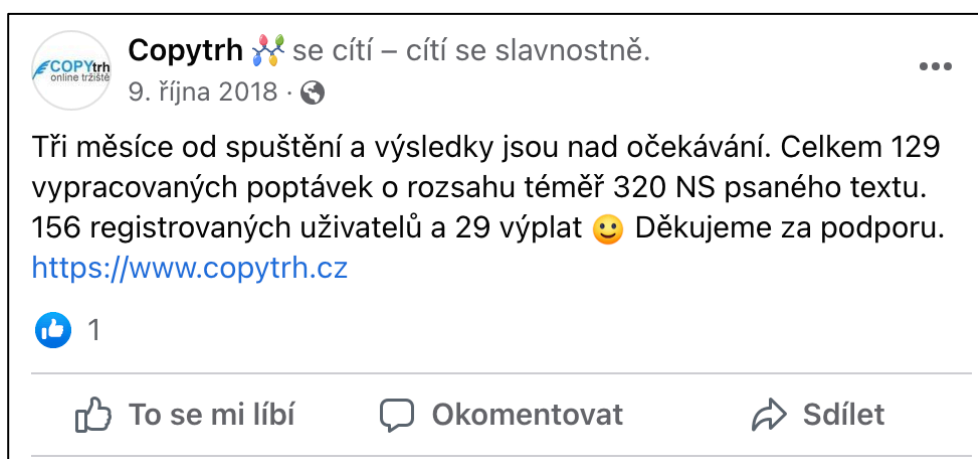 COPYtrh
online tržiště
Copytrh se cítí – cítí se slavnostně.
9. října 2018 ·
Tři měsíce od spuštění a výsledky jsou nad očekávání. Celkem 129
vypracovaných poptávek o rozsahu téměř 320 NS psaného textu.
156 registrovaných uživatelů a 29 výplat 🙂 Děkujeme za podporu.
https://www.copytrh.cz
1
To se mi líbí Okomentovat Sdílet